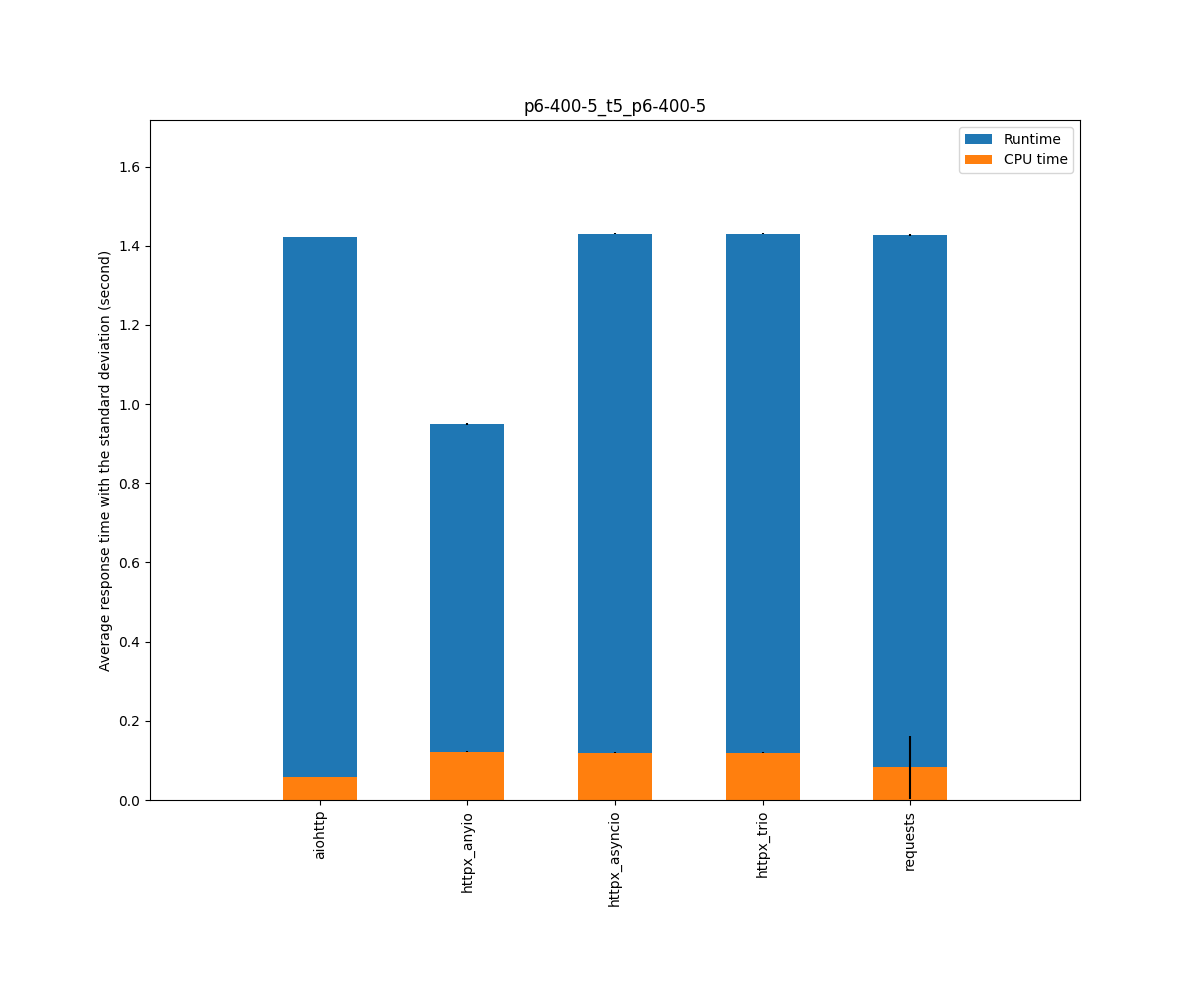 p6-400-5_t5_p6-400-5
Runtime
CPU time
Average response time with the standard deviation (second)
1.6
1.4
1.2
1.0
0.8
0.6
0.4
0.2
0.0
aiohttp
httpx_anyio
httpx_asyncio
httpx_trio
requests